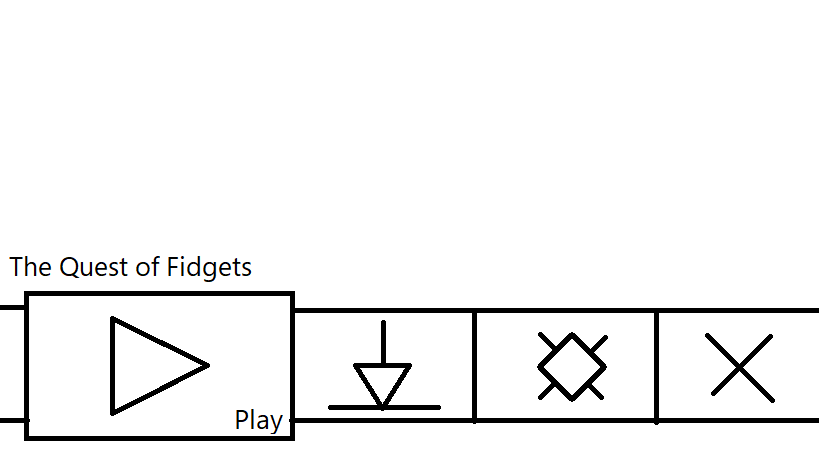 The Quest of Fidgets
Play